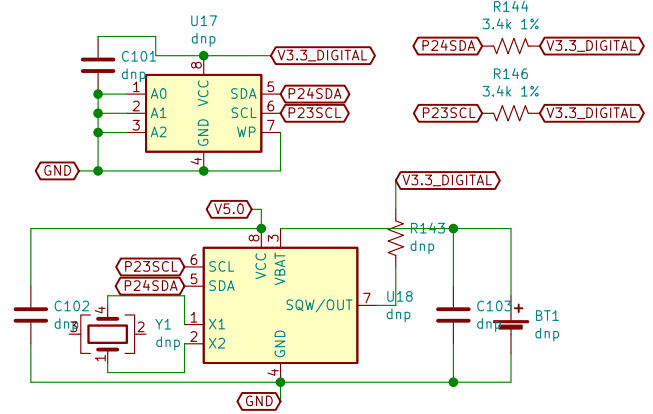 R144
3.4k 1%
P24SDA
V3.3_DIGITAL
R146
3.4k 1%
P23SCL
V3.3_DIGITAL
U17
dnp
C101
dnp
V3.3_DIGITAL
8
VCC
1
A0
2
A1
3
A2
SDA
5
P24SDA
SCL
6
P23SCL
WP
7
GND
4
GND
V3.3_DIGITAL
V5.0
R143
dnp
8
VCC
3
VBAT
P23SCL
6
SCL
P24SDA
5
SDA
SQW/OUT
7
U18
dnp
C102
dnp
4
3
2
1
Y1
dnp
1
X1
2
X2
GND
4
C103
dnp
+
BT1
dnp
GND